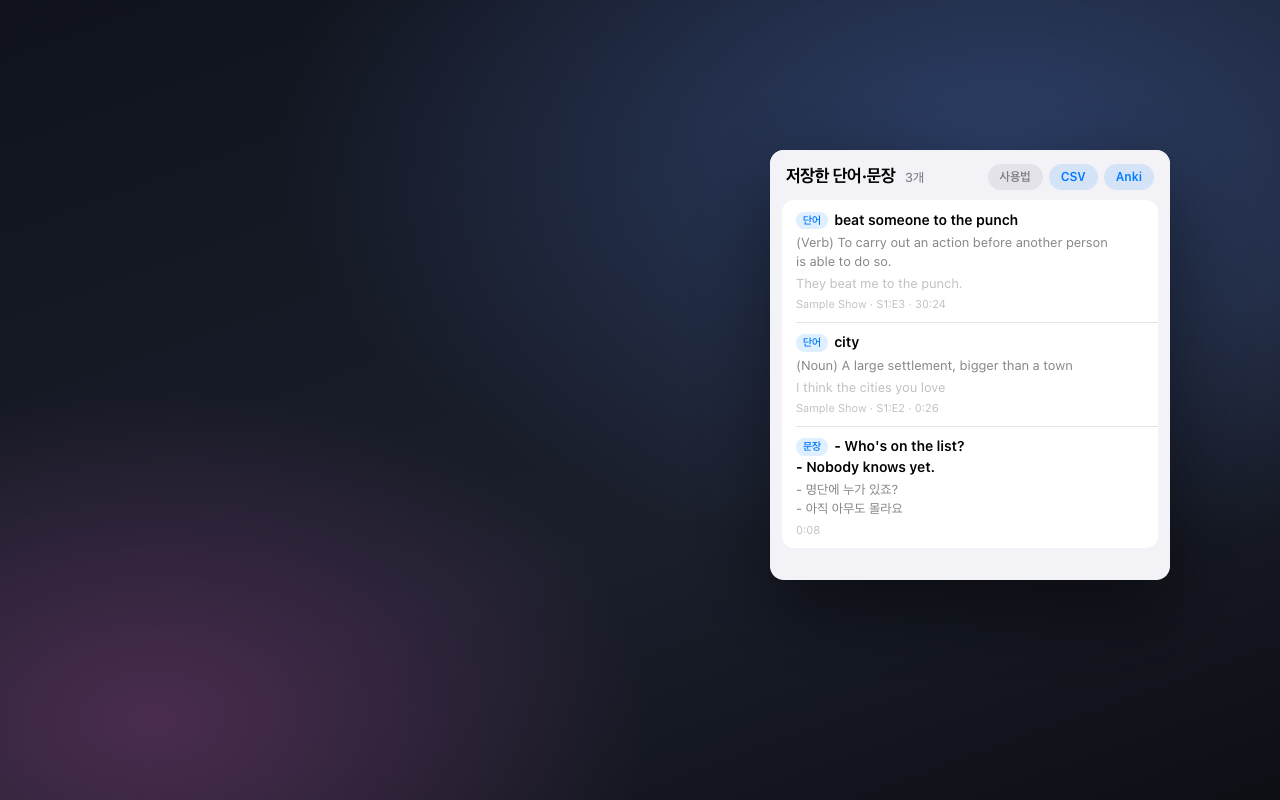 저장한 단어·문장 3개 사용법 CSV Anki
단어 beat someone to the punch
(Verb) To carry out an action before another person
is able to do so.
They beat me to the punch.
Sample Show · S1:E3 · 30:24
단어 city
(Noun) A large settlement, bigger than a town
I think the cities you love
Sample Show · S1:E2 · 0:26
문장 - Who's on the list?
- Nobody knows yet.
- 명단에 누가 있죠?
- 아직 아무도 몰라요
0:08